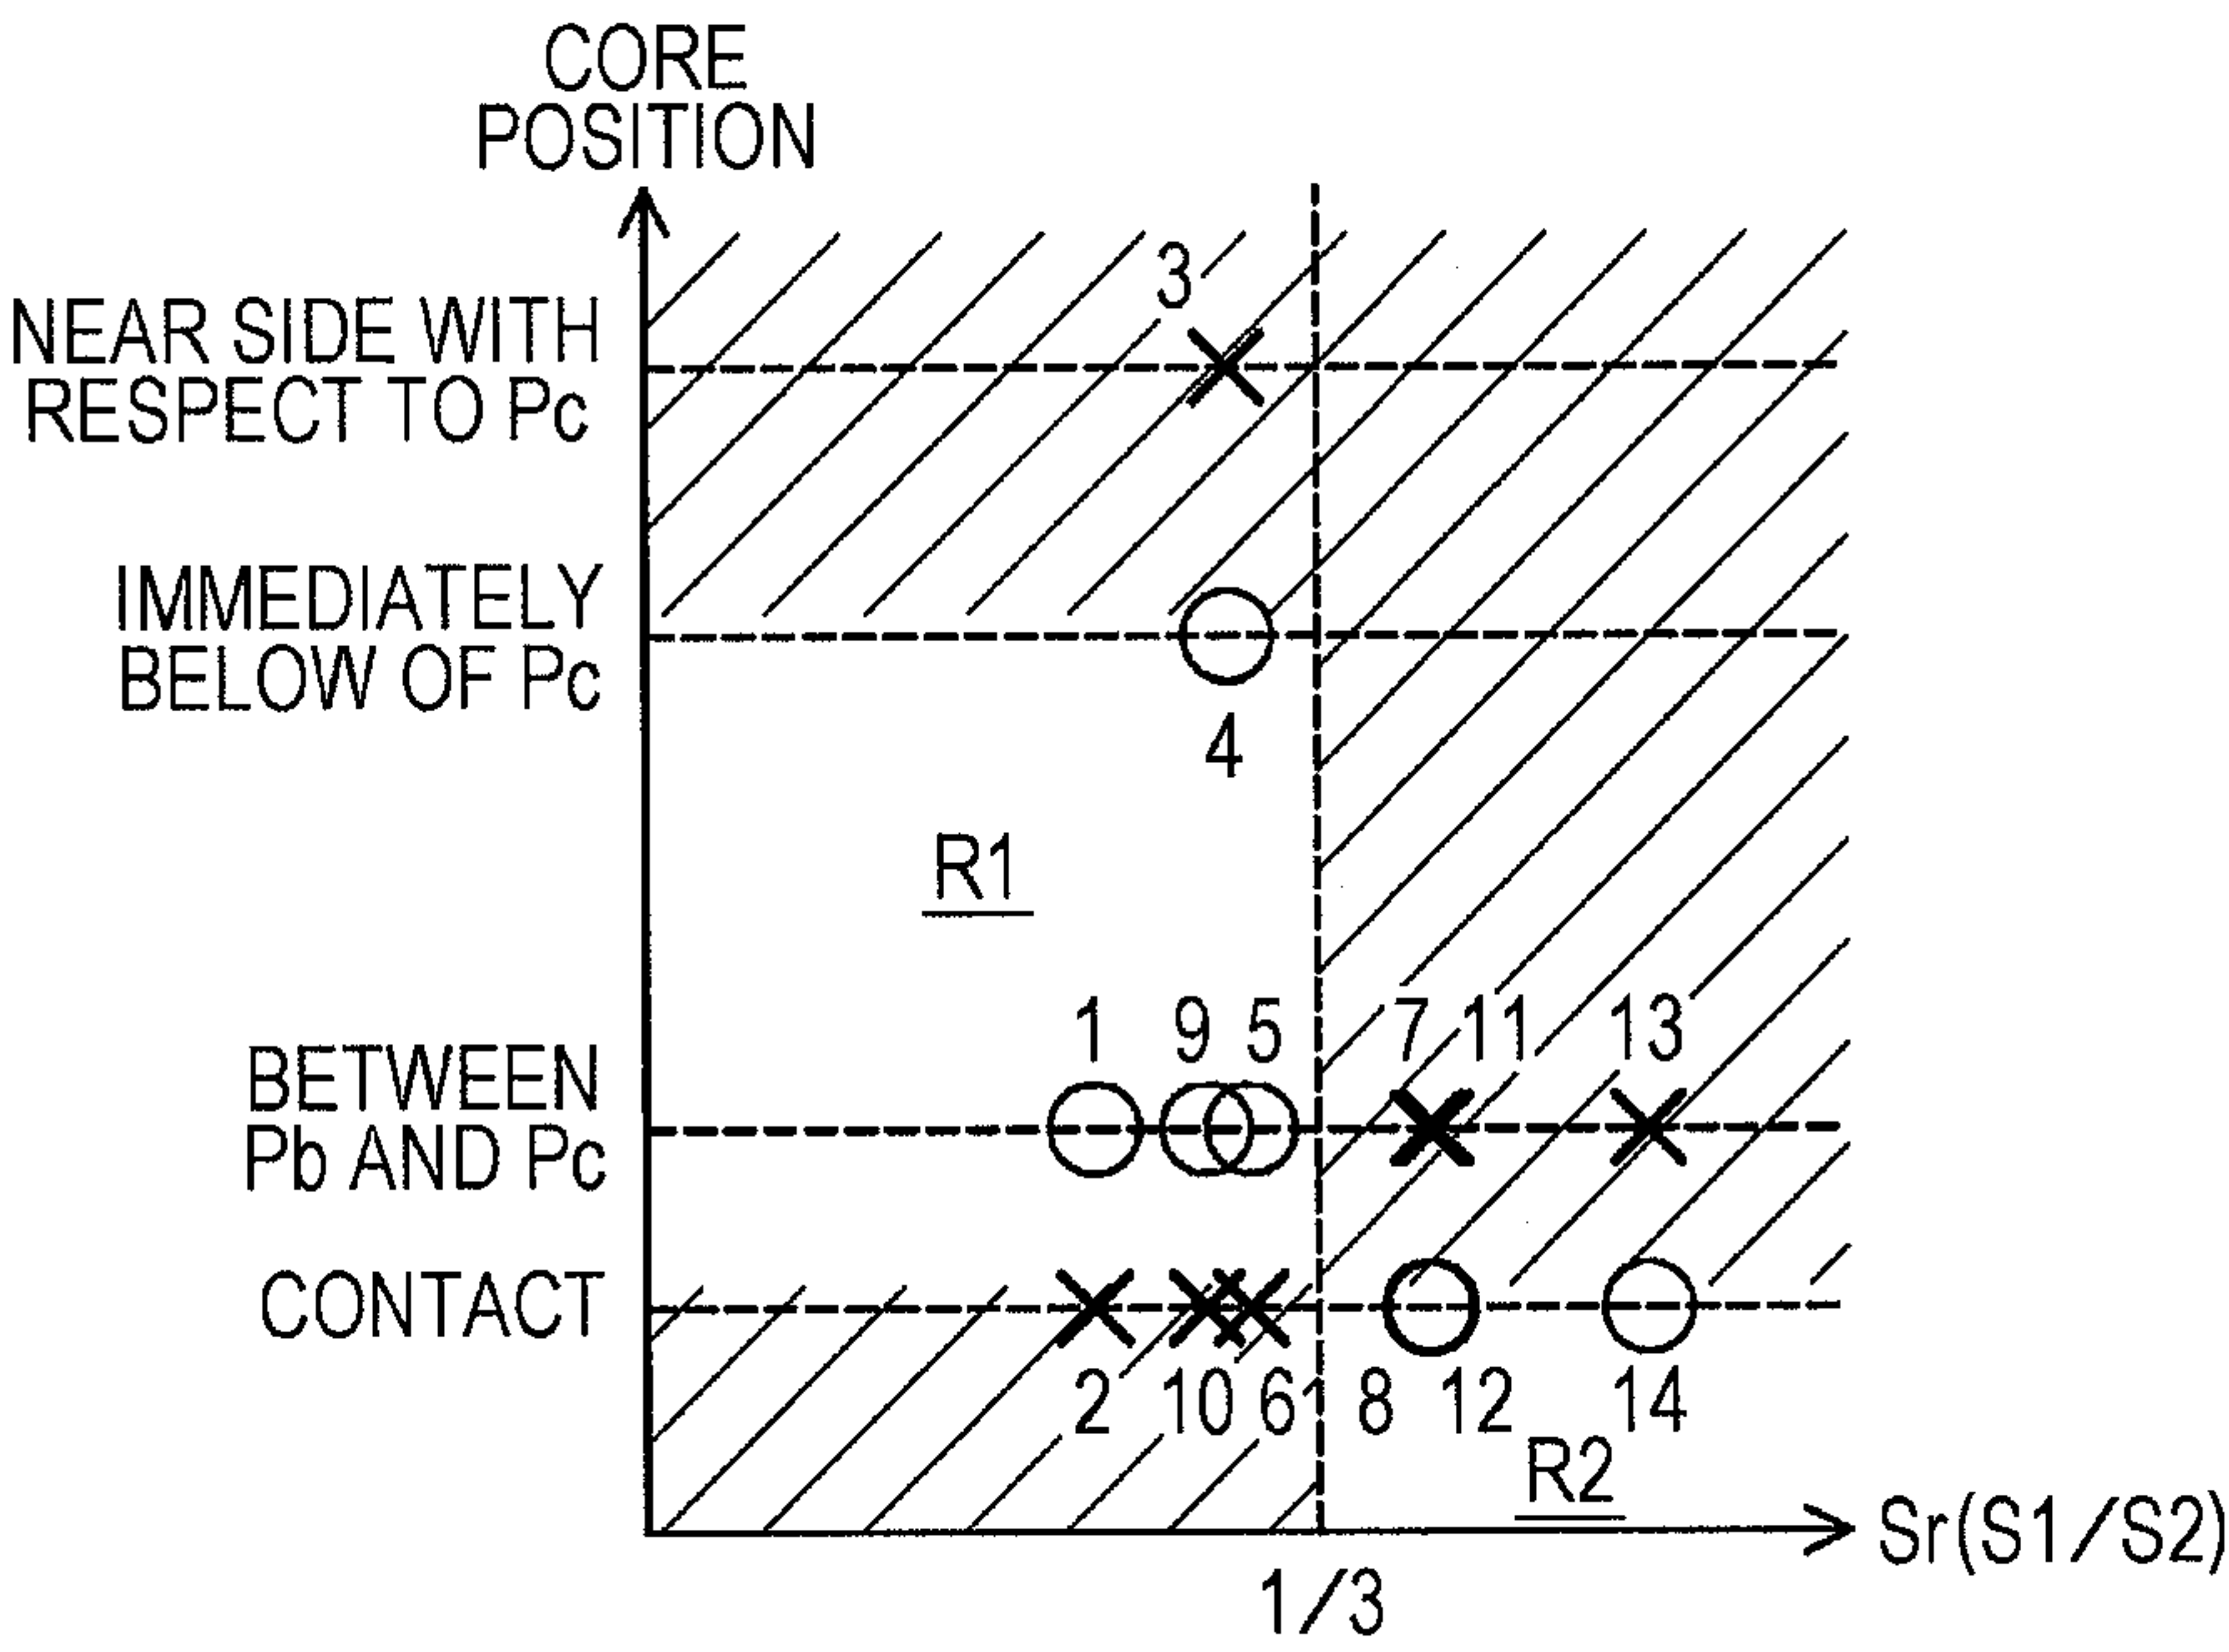 CORE
POSITION
3
NEAR SIDE WITH
RESPECT TO Pc
IMMEDIATELY
BELOW OF Pc
4
R1
1 9 5 7 11 13
BETWEEN
Pb AND Pc
CONTACT
2 10 6 8 12 14
R2
Sr(S1/S2)
1/3